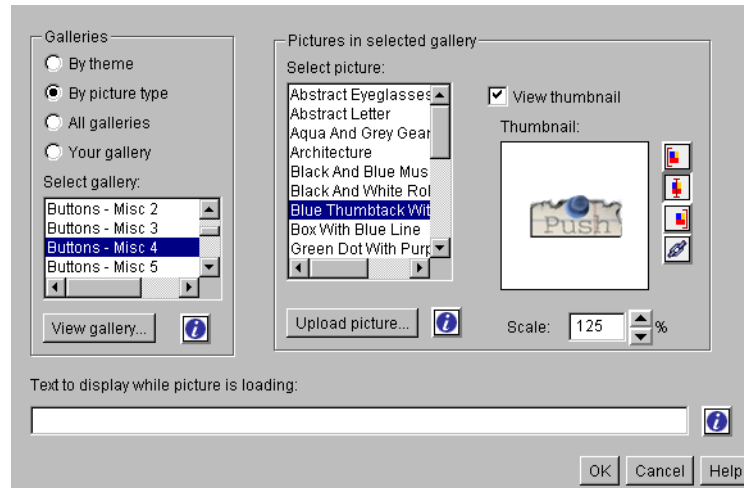 Galleries
By theme
By picture type
All galleries
Your gallery
Select gallery:
Buttons - Misc 2
Buttons - Misc 3
Buttons - Misc 4
Buttons - Misc 5
View gallery...
Pictures in selected gallery
Select picture:
Abstract Eyeglasses
Abstract Letter
Aqua And Grey Gear
Architecture
Black And Blue Mus
Black And White Rol
Blue Thumbtack Wit
Box With Blue Line
Green Dot With Purp
Upload picture...
View thumbnail
Thumbnail:
Push
Scale: 125 %
Text to display while picture is loading:
OK Cancel Help